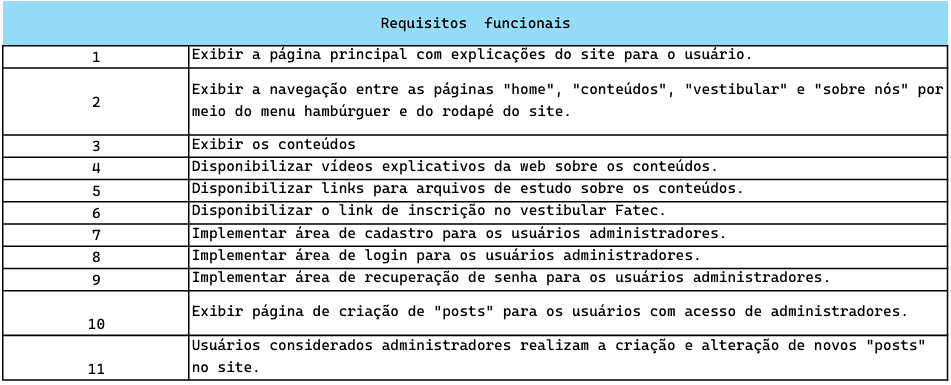 Requisitos funcionais
1 Exibir a página principal com explicações do site para o usuário.
2 Exibir a navegação entre as páginas "home", "conteúdos", "vestibular" e "sobre nós" por
meio do menu hambúrguer e do rodapé do site.
3 Exibir os conteúdos
4 Disponibilizar vídeos explicativos da web sobre os conteúdos.
5 Disponibilizar links para arquivos de estudo sobre os conteúdos.
6 Disponibilizar o link de inscrição no vestibular Fatec.
7 Implementar área de cadastro para os usuários administradores.
8 Implementar área de login para os usuários administradores.
9 Implementar área de recuperação de senha para os usuários administradores.
10 Exibir página de criação de "posts" para os usuários com acesso de administradores.
11 Usuários considerados administradores realizam a criação e alteração de novos "posts"
no site.